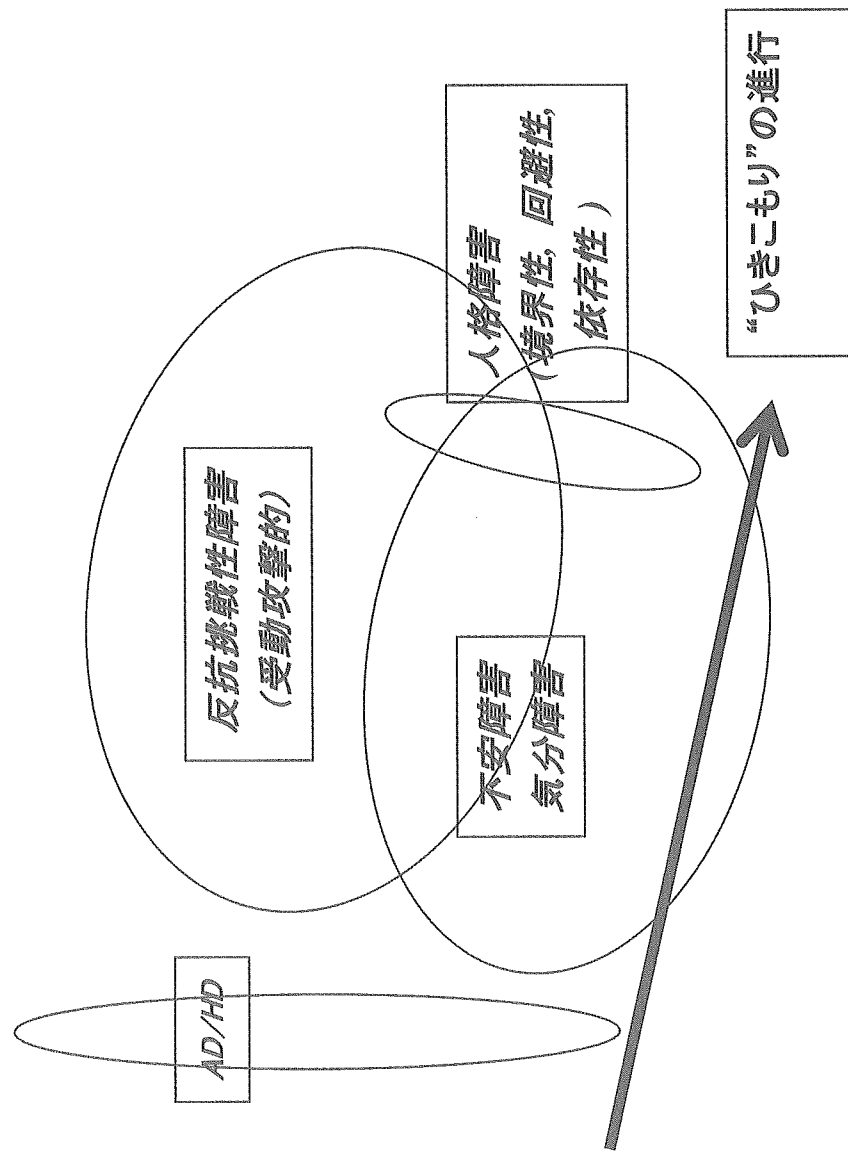 AD/HD
反抗挑戦性障害
(受動攻撃的)
不安障害
気分障害
人格障害
(境界性, 回避性,
依存性)
“ひきこもり”の進行